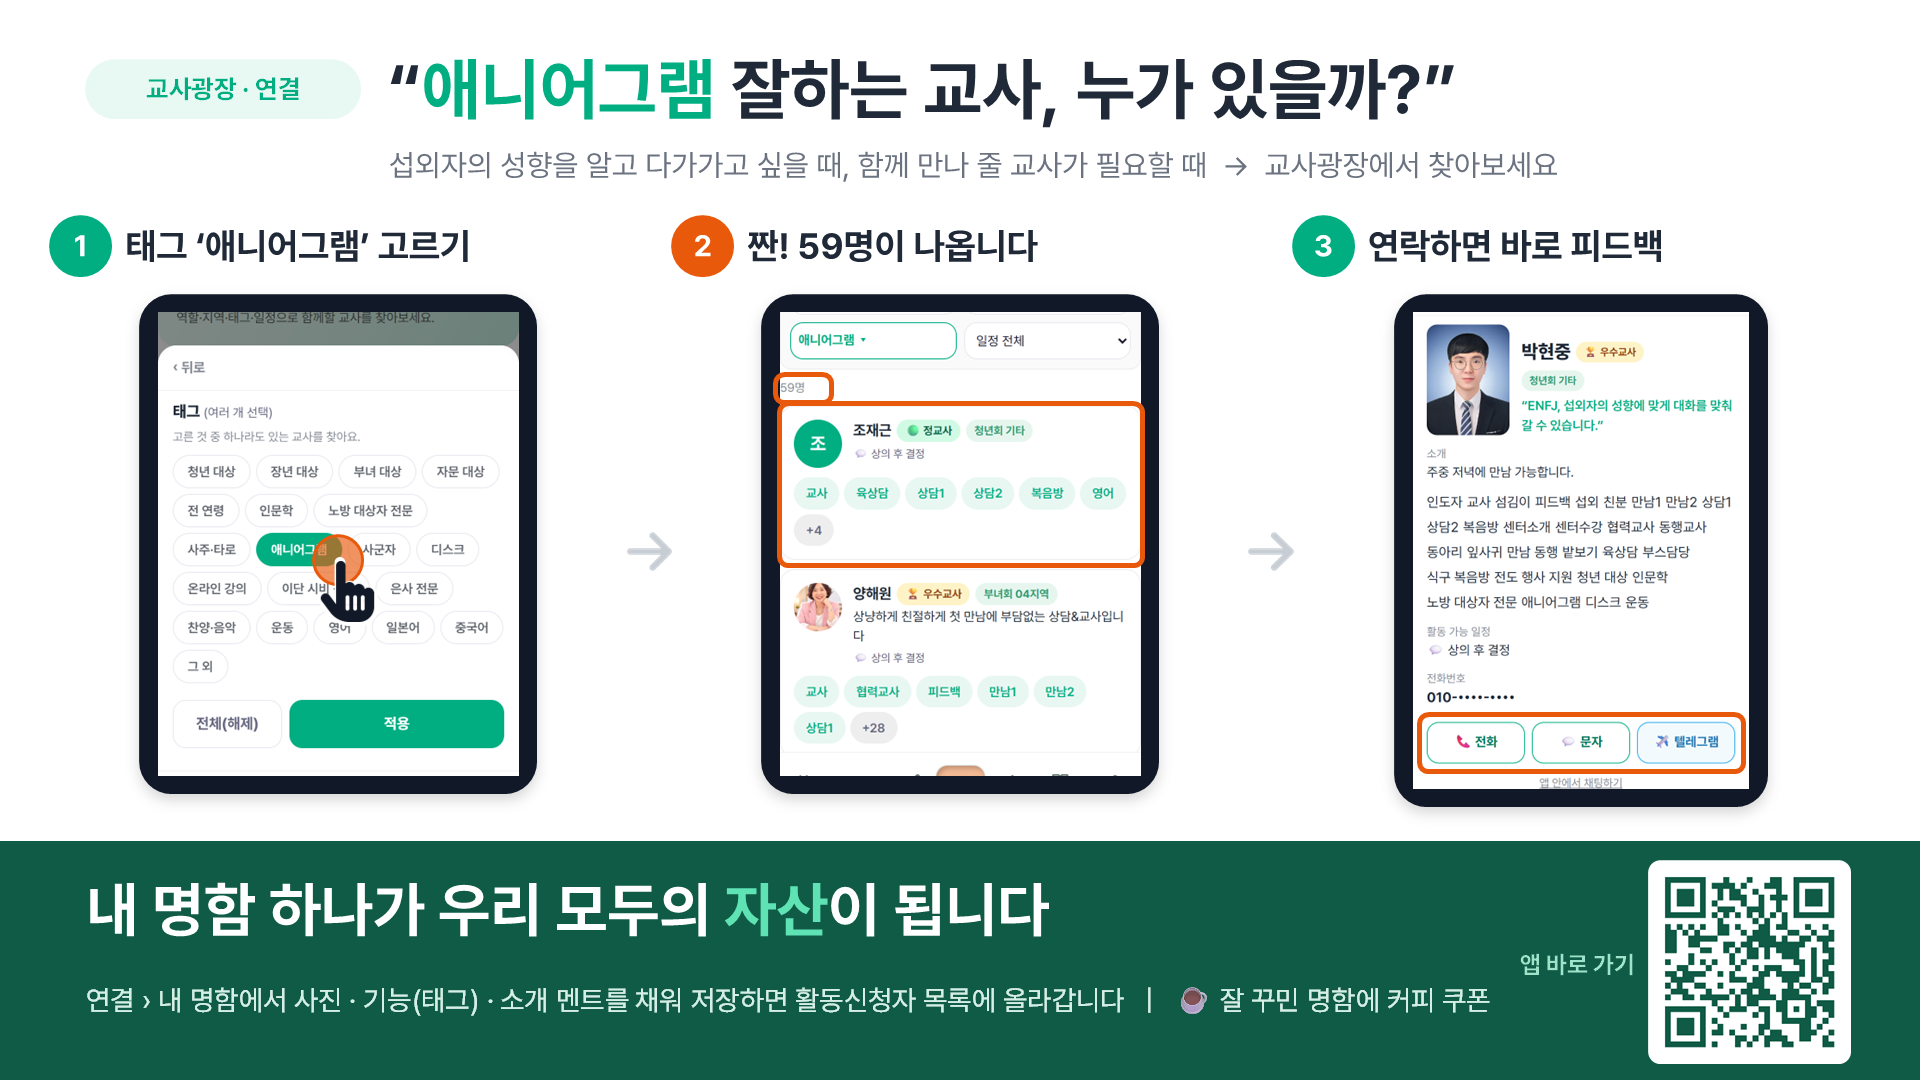 교사광장 · 연결
“애니어그램 잘하는 교사, 누가 있을까?”
섭외자의 성향을 알고 다가가고 싶을 때, 함께 만나 줄 교사가 필요할 때 → 교사광장에서 찾아보세요
1 태그 ‘애니어그램’ 고르기
역할·지역·태그·일정으로 함께할 교사를 찾아보세요.
‹ 뒤로
태그 (여러 개 선택)
고른 것 중 하나라도 있는 교사를 찾아요.
청년 대상 장년 대상 부녀 대상 자문 대상
전 연령 인문학 노방 대상자 전문
사주·타로 애니어그램 사군자 디스크
온라인 강의 이단 시비 은사 전문
찬양·음악 운동 영어 일본어 중국어
그 외
전체(해제) 적용
2 짠! 59명이 나옵니다
애니어그램 ▾ 일정 전체
59명
조 조재근 정교사 청년회 기타
상의 후 결정
교사 육상담 상담1 상담2 복음방 영어
+4
양해원 우수교사 부녀회 04지역
상냥하게 친절하게 첫 만남에 부담없는 상담&교사입니
다
상의 후 결정
교사 협력교사 피드백 만남1 만남2
상담1 +28
3 연락하면 바로 피드백
박현중 우수교사
청년회 기타
“ENFJ, 섭외자의 성향에 맞게 대화를 맞춰
갈 수 있습니다.”
소개
주중 저녁에 만남 가능합니다.
인도자 교사 섬김이 피드백 섭외 친분 만남1 만남2 상담1
상담2 복음방 센터소개 센터수강 협력교사 동행교사
동아리 잎사귀 만남 동행 밭보기 육상담 부스담당
식구 복음방 전도 행사 지원 청년 대상 인문학
노방 대상자 전문 애니어그램 디스크 운동
활동 가능 일정
상의 후 결정
전화번호
010-••••-••••
전화 문자 텔레그램
앱 안에서 채팅하기
내 명함 하나가 우리 모두의 자산이 됩니다
연결 › 내 명함에서 사진 · 기능(태그) · 소개 멘트를 채워 저장하면 활동신청자 목록에 올라갑니다 | 잘 꾸민 명함에 커피 쿠폰
앱 바로 가기